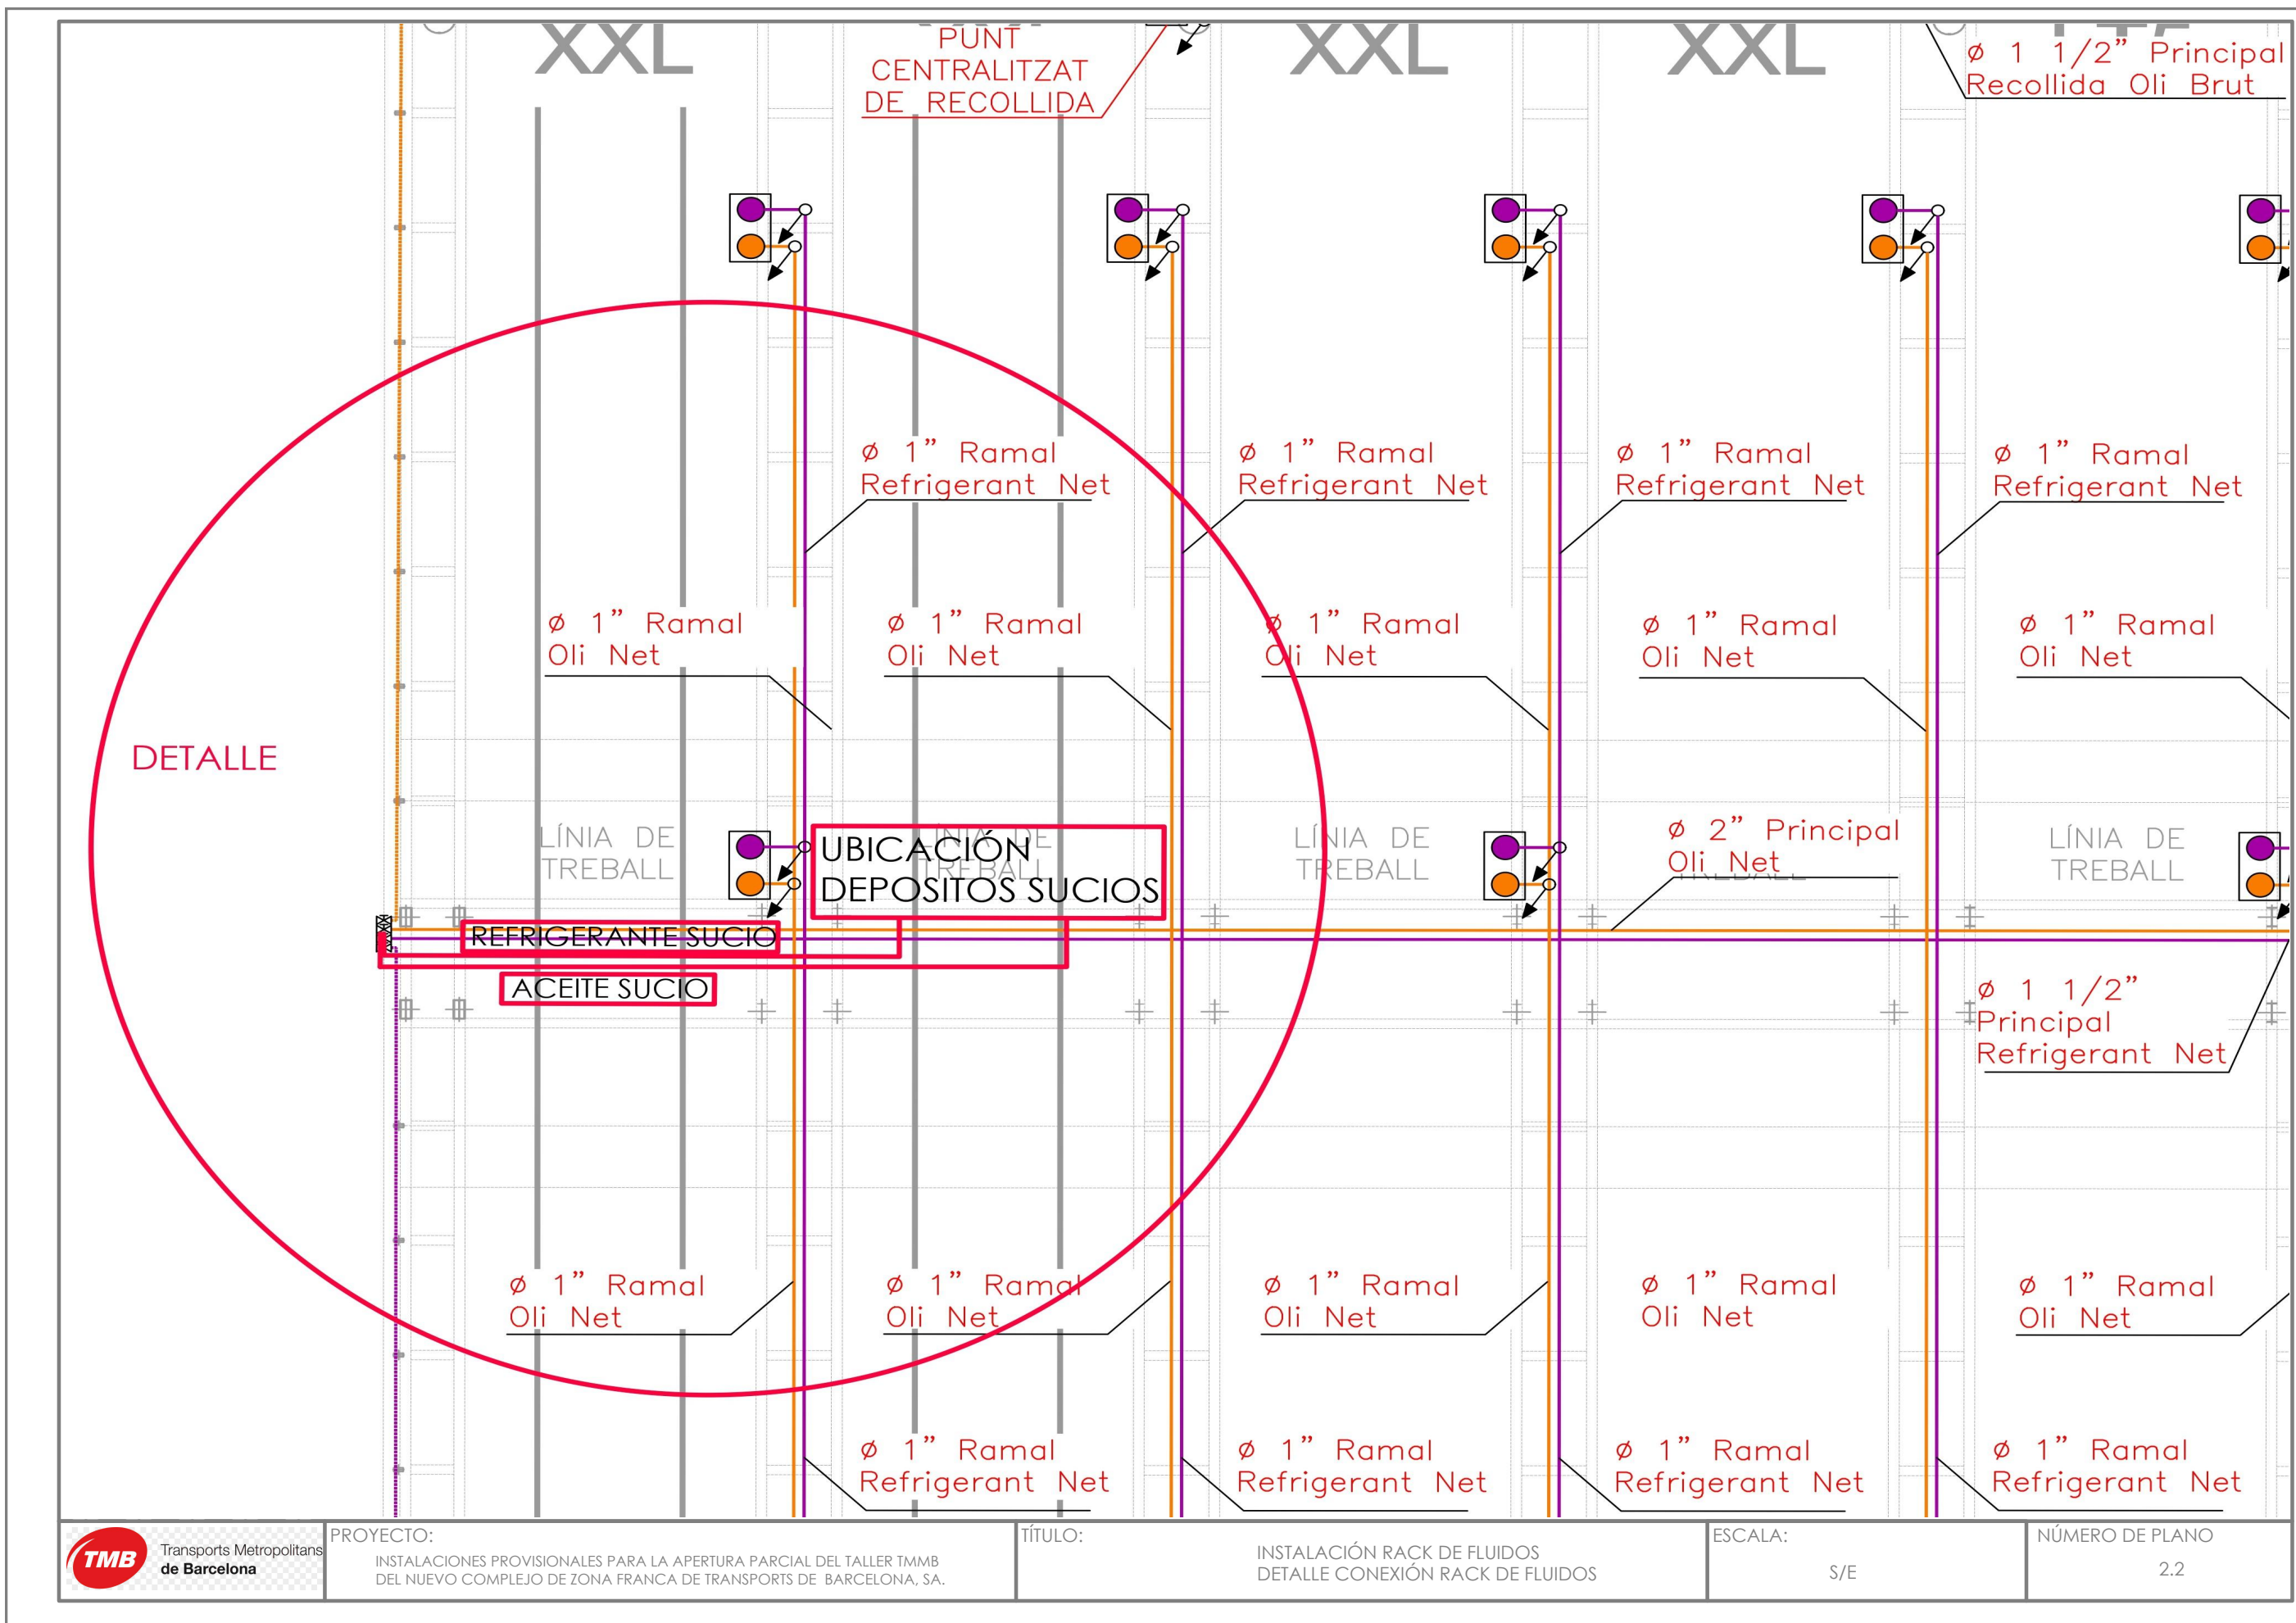 XXL
XXL
XXL
PUNT
CENTRALITZAT
DE RECOLLIDA
ø 1 1/2” Principal
Recollida Oli Brut
ø 1” Ramal
Refrigerant Net
ø 1” Ramal
Refrigerant Net
ø 1” Ramal
Refrigerant Net
ø 1” Ramal
Refrigerant Net
ø 1” Ramal
Oli Net
ø 1” Ramal
Oli Net
ø 1” Ramal
Oli Net
ø 1” Ramal
Oli Net
ø 1” Ramal
Oli Net
DETALLE
LÍNIA DE
TREBALL
UBICACIÓN
DEPOSITOS SUCIOS
LÍNIA DE
TREBALL
LÍNIA DE
TREBALL
ø 2” Principal
Oli Net
LÍNIA DE
TREBALL
REFRIGERANTE SUCIO
ACEITE SUCIO
ø 1 1/2”
Principal
Refrigerant Net
ø 1” Ramal
Oli Net
ø 1” Ramal
Oli Net
ø 1” Ramal
Oli Net
ø 1” Ramal
Oli Net
ø 1” Ramal
Oli Net
ø 1” Ramal
Refrigerant Net
ø 1” Ramal
Refrigerant Net
ø 1” Ramal
Refrigerant Net
ø 1” Ramal
Refrigerant Net
TMB
Transports Metropolitans
de Barcelona
PROYECTO:
INSTALACIONES PROVISIONALES PARA LA APERTURA PARCIAL DEL TALLER TMMB
DEL NUEVO COMPLEJO DE ZONA FRANCA DE TRANSPORTS DE BARCELONA, SA.
TÍTULO:
INSTALACIÓN RACK DE FLUIDOS
DETALLE CONEXIÓN RACK DE FLUIDOS
ESCALA:
S/E
NÚMERO DE PLANO
2.2